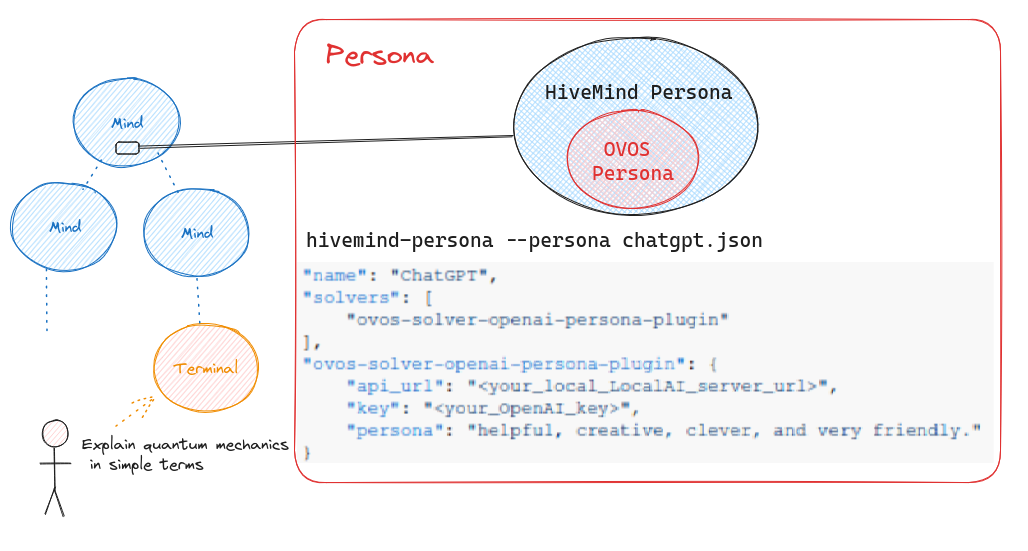 Persona
HiveMind Persona
OVOS
Persona
Mind
Mind
Mind
Terminal
Explain quantum mechanics
in simple terms
hivemind-persona --persona chatgpt.json
"name": "ChatGPT",
"solvers": [
"ovos-solver-openai-persona-plugin"
],
"ovos-solver-openai-persona-plugin": {
"api_url": "<your_local_LocalAI_server_url>",
"key": "<your_OpenAI_key>",
"persona": "helpful, creative, clever, and very friendly."
}